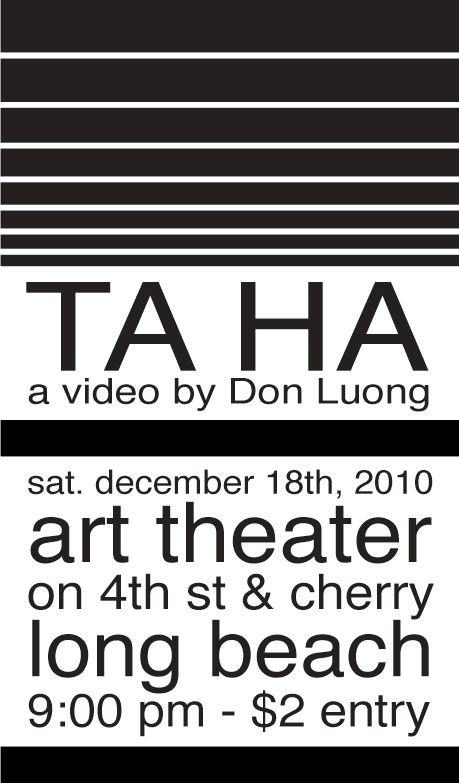 TA HA
a video by Don Luong
sat. december 18th, 2010
art theater
on 4th st & cherry
long beach
9:00 pm - $2 entry